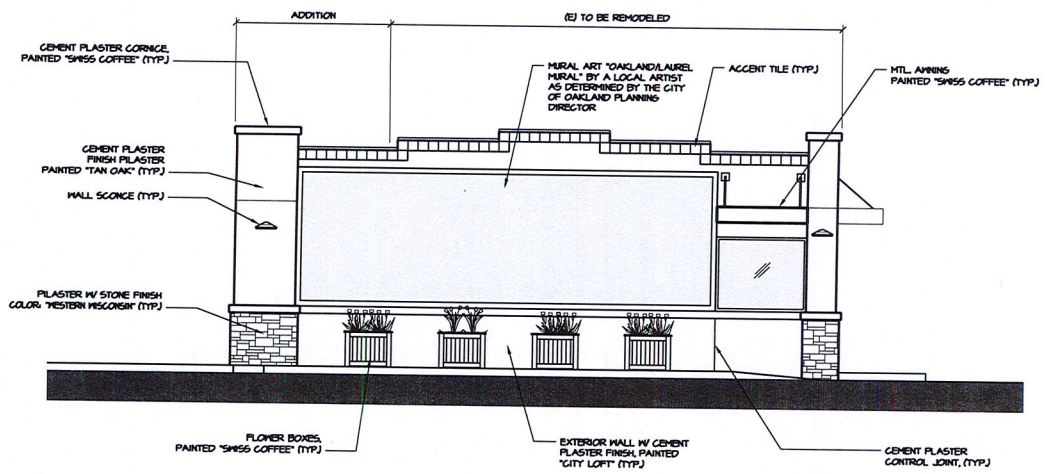 ADDITION
(E) TO BE REMODELED
CEMENT PLASTER CORNICE,
PAINTED "SWISS COFFEE" (TYP.)
MURAL ART "OAKLAND/LAUREL
MURAL" BY A LOCAL ARTIST
AS DETERMINED BY THE CITY
OF OAKLAND PLANNING
DIRECTOR
ACCENT TILE (TYP.)
MTL. AWNING
PAINTED "SWISS COFFEE" (TYP.)
CEMENT PLASTER
FINISH PILASTER
PAINTED "TAN OAK" (TYP.)
WALL SCONCE (TYP.)
PILASTER W/ STONE FINISH
COLOR: "WESTERN WISCONSIN" (TYP.)
FLOWER BOXES,
PAINTED "SWISS COFFEE" (TYP.)
EXTERIOR WALL W/ CEMENT
PLASTER FINISH, PAINTED
"CITY LOFT" (TYP.)
CEMENT PLASTER
CONTROL JOINT, (TYP.)